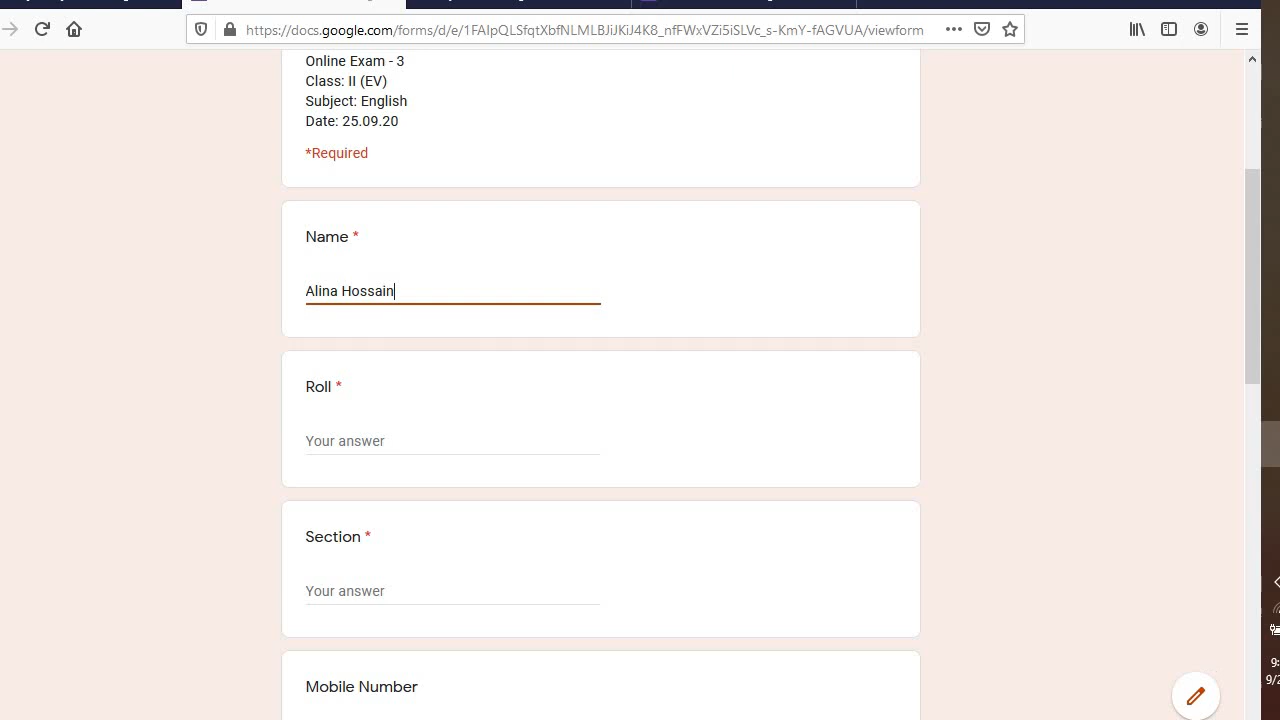 https://docs.google.com/forms/d/e/1FAIpQLSfqtXbfNLMLBJiJKiJ4K8_nfFWxVZi5iSLVc_s-KmY-fAGVUA/viewform
Online Exam - 3
Class: II (EV)
Subject: English
Date: 25.09.20
*Required
Name *
Alina Hossain
Roll *
Your answer
Section *
Your answer
Mobile Number